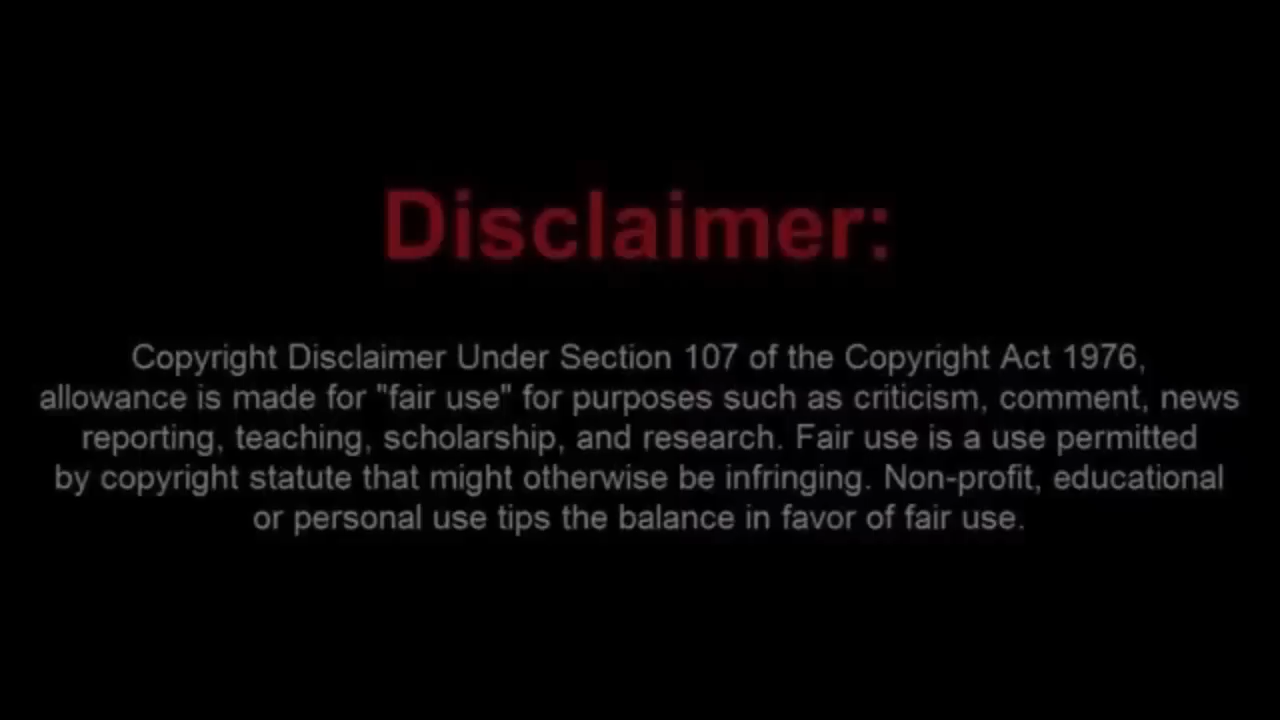 Disclaimer:
Copyright Disclaimer Under Section 107 of the Copyright Act 1976,
allowance is made for "fair use" for purposes such as criticism, comment, news
reporting, teaching, scholarship, and research. Fair use is a use permitted
by copyright statute that might otherwise be infringing. Non-profit, educational
or personal use tips the balance in favor of fair use.